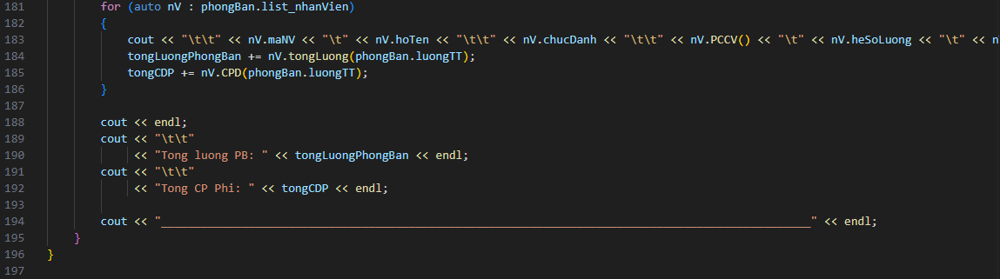 181 for (auto nV : phongBan.list_nhanVien)
182 {
183 cout << "\t\t" << nV.maNV << "\t" << nV.hoTen << "\t\t" << nV.chucDanh << "\t\t" << nV.PCCV() << "\t" << nV.heSoLuong << "\t" << n
184 tongLuongPhongBan += nV.tongLuong(phongBan.luongTT);
185 tongCDP += nV.CPD(phongBan.luongTT);
186 }
187
188 cout << endl;
189 cout << "\t\t"
190 << "Tong luong PB: " << tongLuongPhongBan << endl;
191 cout << "\t\t"
192 << "Tong CP Phi: " << tongCDP << endl;
193
194 cout << "_________________________________________________________________________________________________" << endl;
195 }
196 }
197